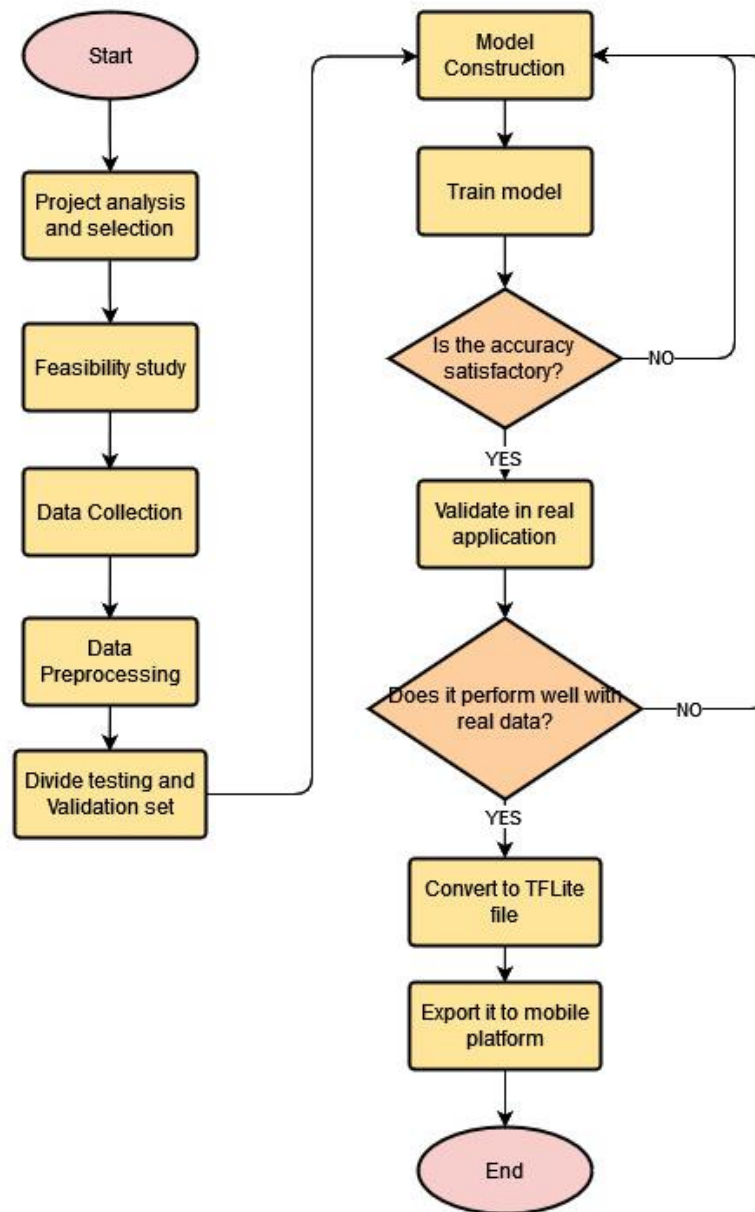 Start
Project analysis
and selection
Feasibility study
Data Collection
Data
Preprocessing
Divide testing and
Validation set
Model
Construction
Train model
Is the accuracy
satisfactory?
NO
YES
Validate in real
application
Does it perform well with
real data?
NO
YES
Convert to TFLite
file
Export it to mobile
platform
End